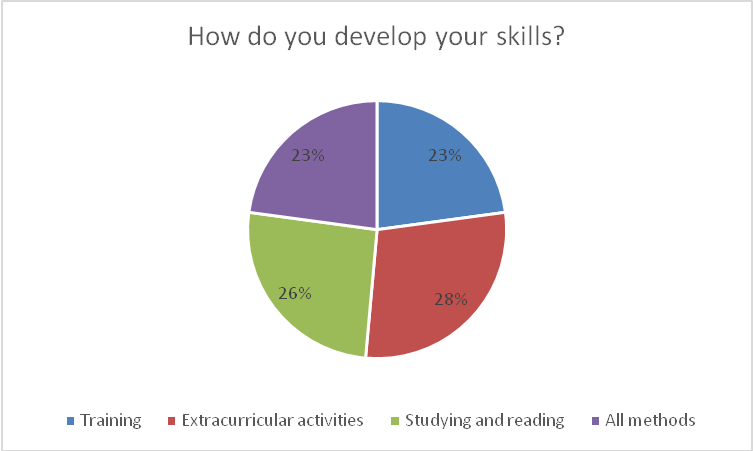 How do you develop your skills?
23% 23%
26% 28%
Training Extracurricular activities Studying and reading All methods